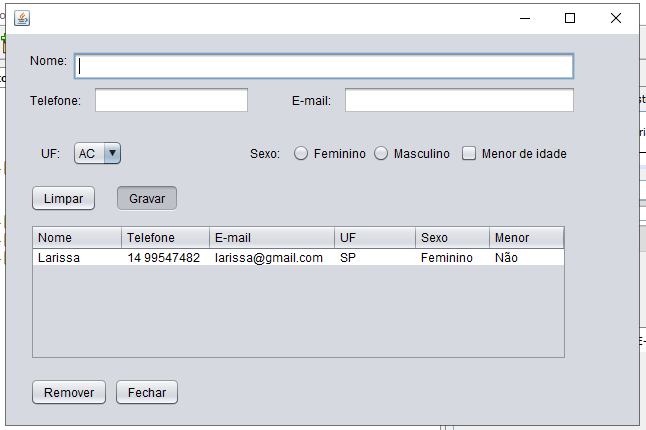 Nome:
Telefone: E-mail:
UF: AC Sexo: Feminino Masculino Menor de idade
Limpar Gravar
Nome Telefone E-mail UF Sexo Menor
Larissa 14 99547482 larissa@gmail.com SP Feminino Não
Remover Fechar